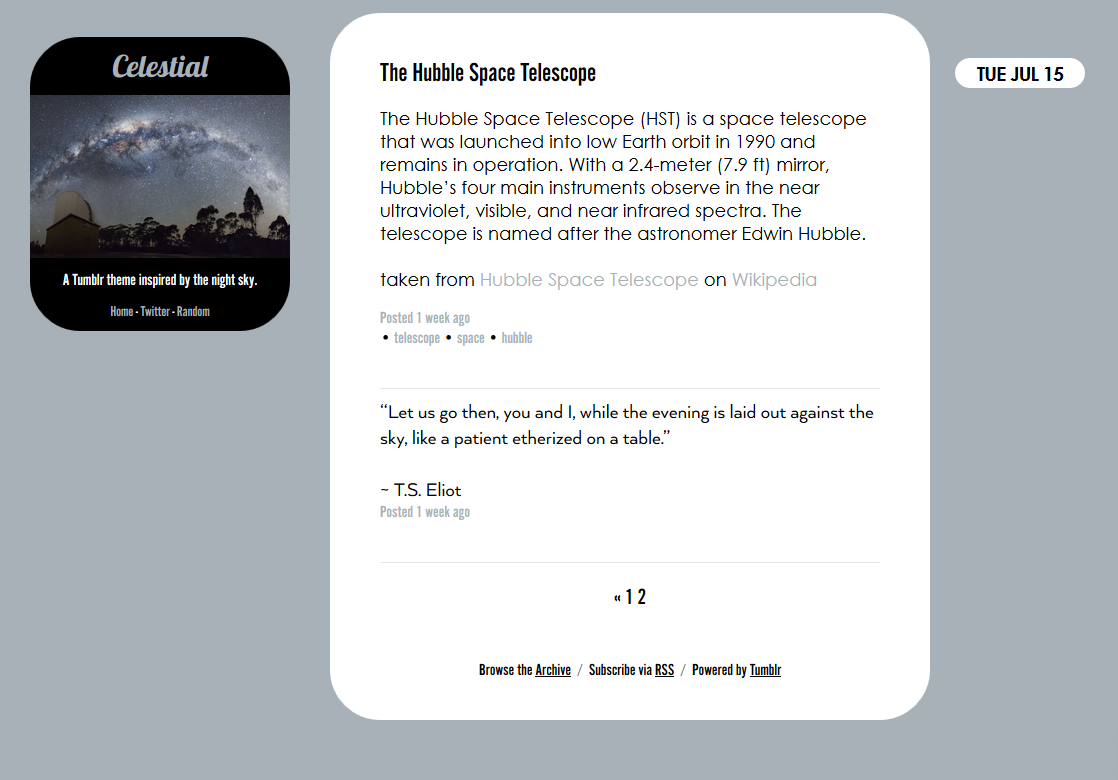 Celestial
A Tumblr theme inspired by the night sky.
Home - Twitter - Random
The Hubble Space Telescope
The Hubble Space Telescope (HST) is a space telescope
that was launched into low Earth orbit in 1990 and
remains in operation. With a 2.4-meter (7.9 ft) mirror,
Hubble’s four main instruments observe in the near
ultraviolet, visible, and near infrared spectra. The
telescope is named after the astronomer Edwin Hubble.
taken from Hubble Space Telescope on Wikipedia
Posted 1 week ago
• telescope • space • hubble
“Let us go then, you and I, while the evening is laid out against the
sky, like a patient etherized on a table.”
~ T.S. Eliot
Posted 1 week ago
« 1 2
Browse the Archive / Subscribe via RSS / Powered by Tumblr
TUE JUL 15